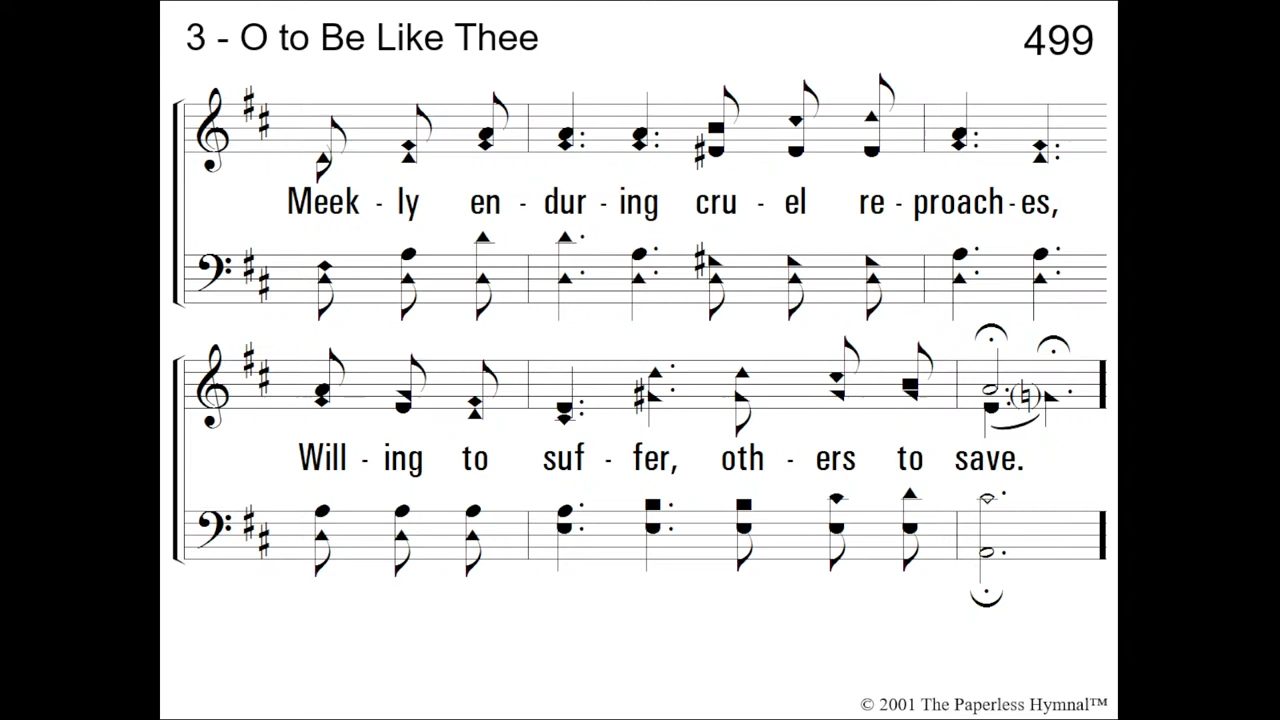 3 - O to Be Like Thee 499
Meek - ly en - dur - ing cru - el re - proach - es,
Will - ing to suf - fer, oth - ers to save.
© 2001 The Paperless Hymnal™